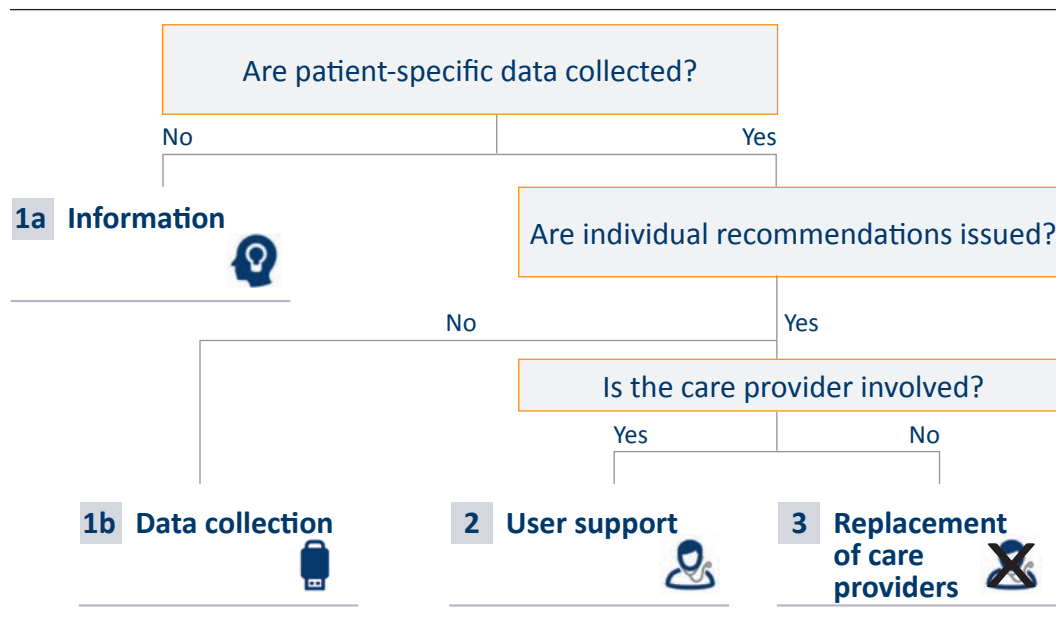 Are patient-specific data collected?
No
Yes
1a Information
Are individual recommendations issued?
No
Yes
Is the care provider involved?
Yes
No
1b Data collection
2 User support
3 Replacement
of care
providers